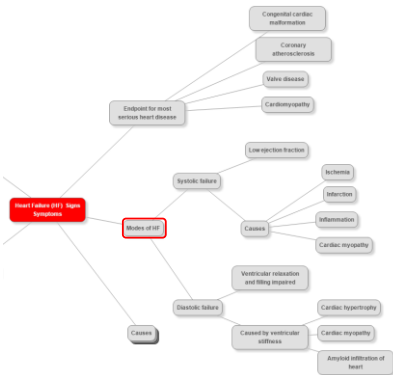 Congenital cardiac
malformation
Coronary
atherosclerosis
Valve disease
Cardiomyopathy
Endpoint for most
serious heart disease
Low ejection fraction
Systolic failure
Ischemia
Infarction
Inflammation
Cardiac myopathy
Causes
Heart Failure (HF) Signs
Symptoms
Modes of HF
Ventricular relaxation
and filling impaired
Diastolic failure
Cardiac hypertrophy
Cardiac myopathy
Amyloid infiltration of
heart
Caused by ventricular
stiffness
Causes